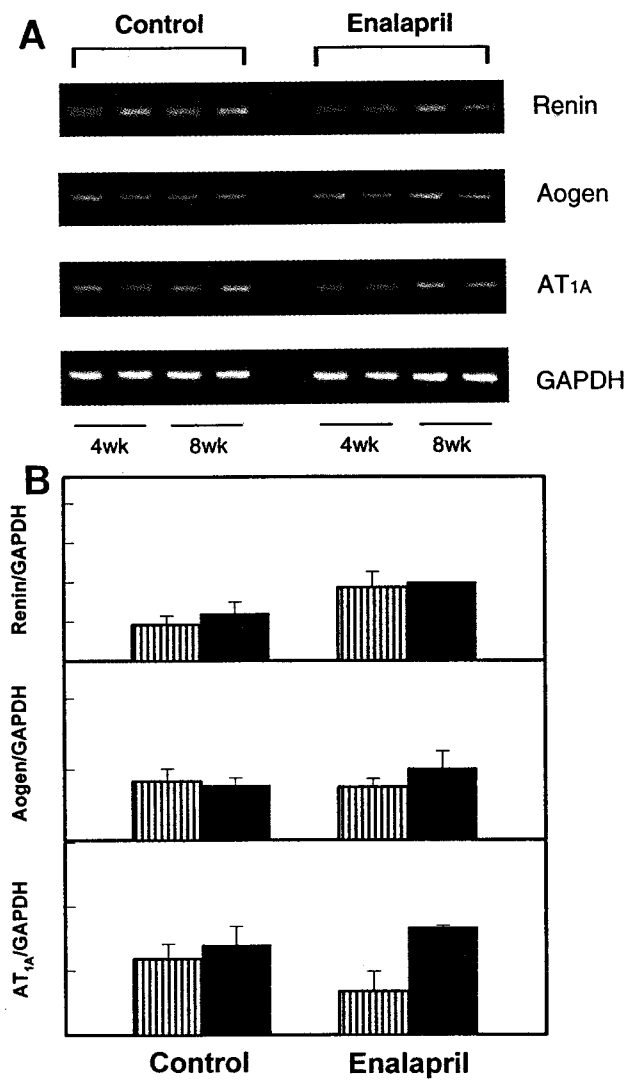 A
Control Enalapril
Renin
Aogen
AT1A
GAPDH
4wk 8wk 4wk 8wk
B
Renin/GAPDH
Aogen/GAPDH
AT1A/GAPDH
Control Enalapril